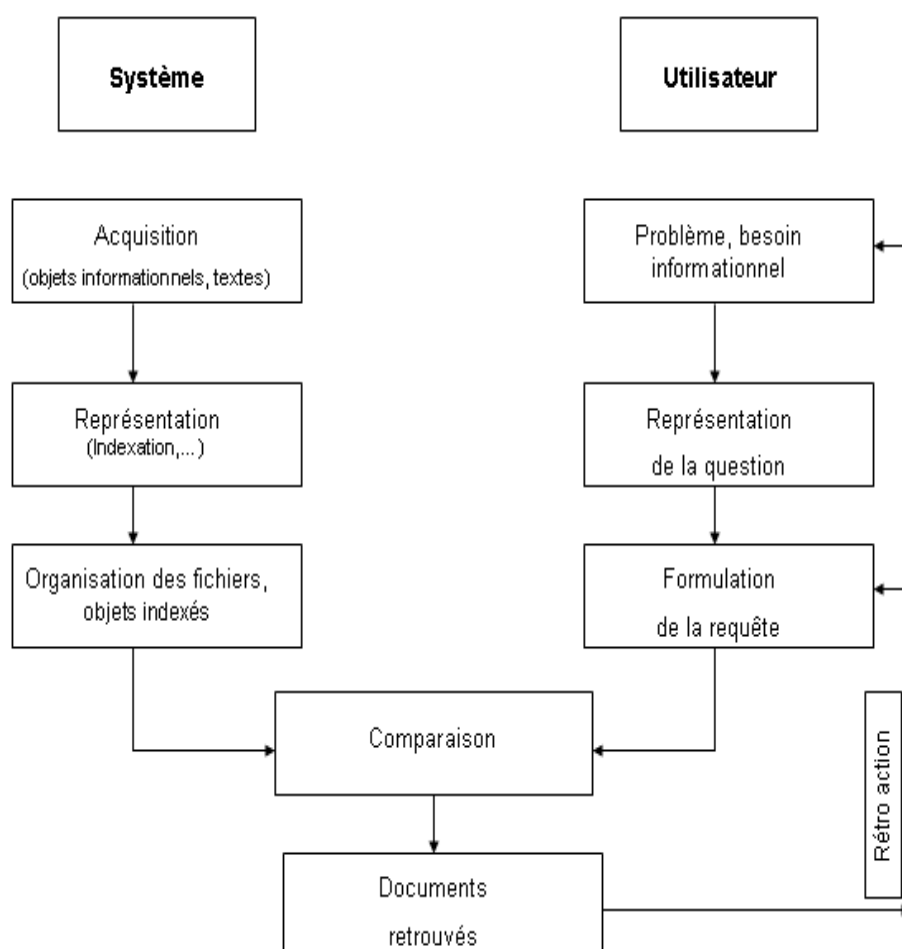 Système
Utilisateur
Acquisition
(objets informationnels, textes)
Problème, besoin
informationnel
Représentation
(Indexation,...)
Représentation
de la question
Organisation des fichiers,
objets indexés
Formulation
de la requête
Comparaison
Rétro action
Documents
retrouvés